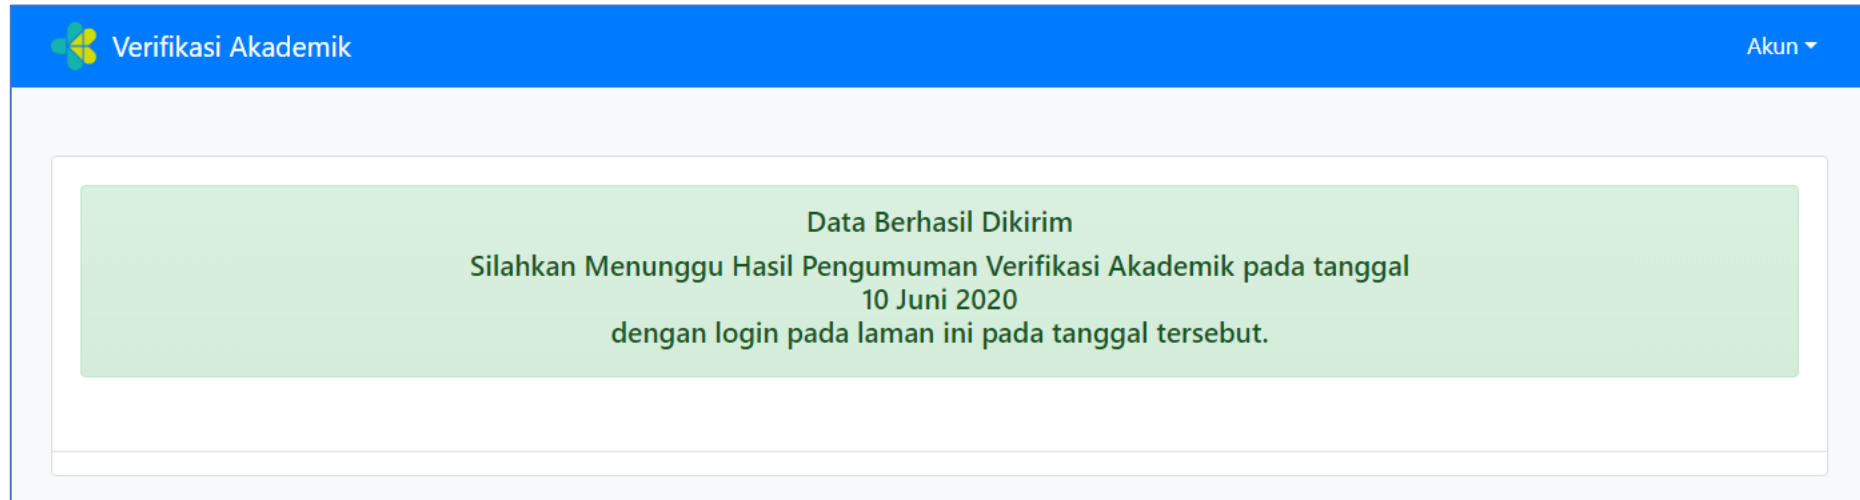 Verifikasi Akademik
Akun
Data Berhasil Dikirim
Silahkan Menunggu Hasil Pengumuman Verifikasi Akademik pada tanggal
10 Juni 2020
dengan login pada laman ini pada tanggal tersebut.